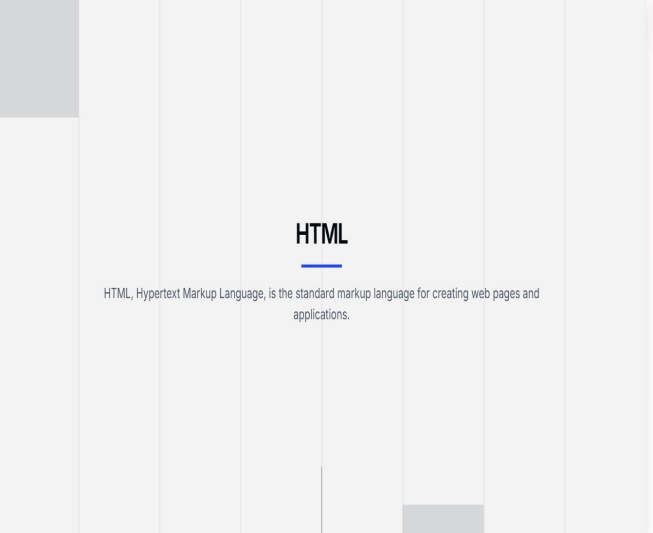 HTML
HTML, Hypertext Markup Language, is the standard markup language for creating web pages and
applications.